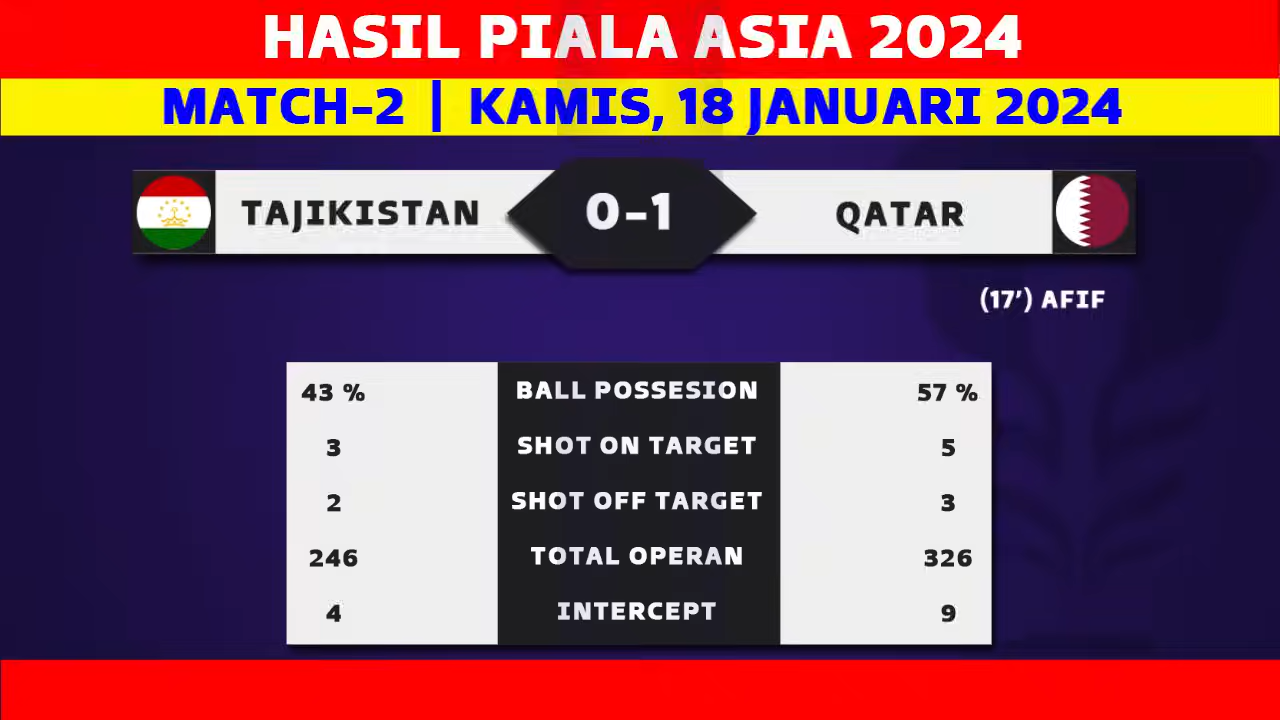 HASIL PIALA ASIA 2024
MATCH-2 | KAMIS, 18 JANUARI 2024
TAJIKISTAN 0-1 QATAR
(17') AFIF
43 % BALL POSSESION 57 %
3 SHOT ON TARGET 5
2 SHOT OFF TARGET 3
246 TOTAL OPERAN 326
4 INTERCEPT 9